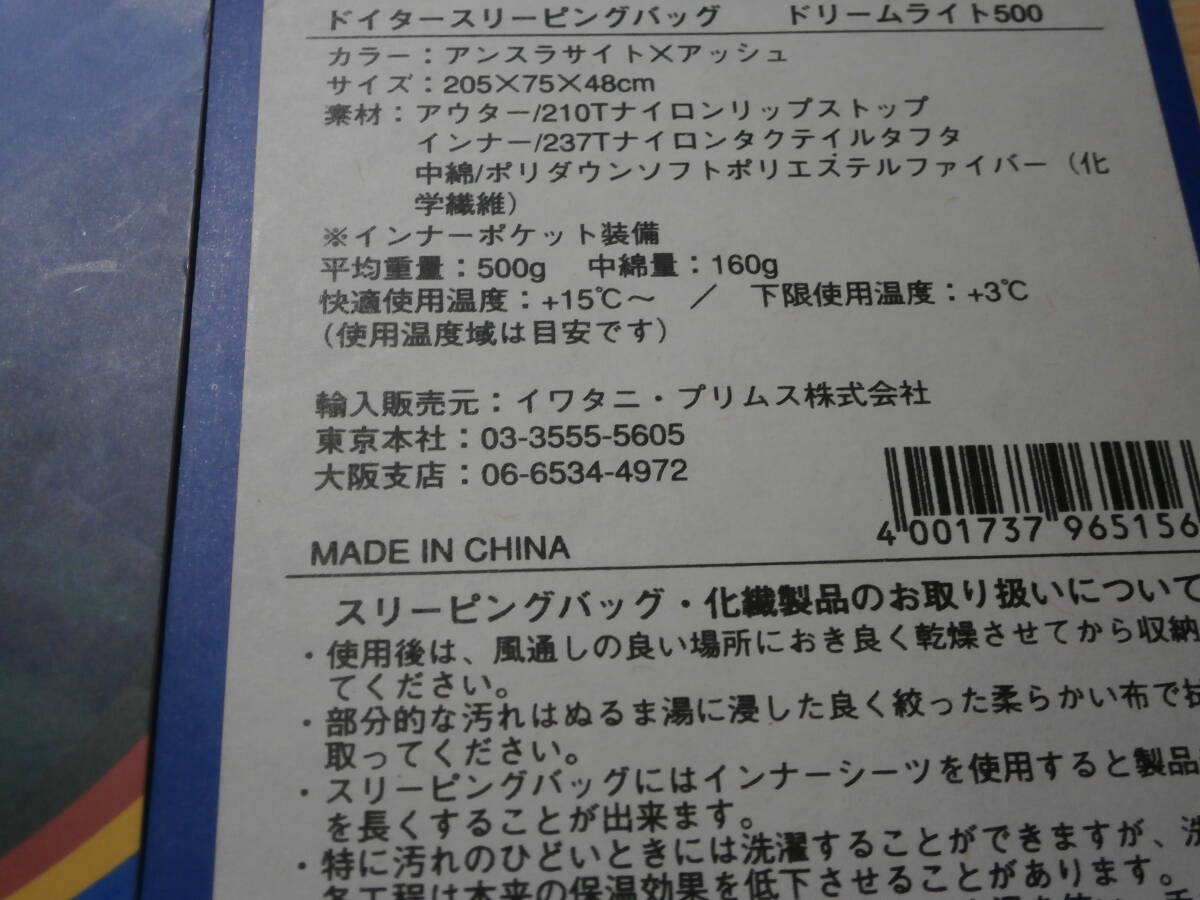 ドイタースリーピングバッグ　ドリームライト500
カラー：アンスラサイト×アッシュ
サイズ：205×75×48cm
素材：アウター/210Tナイロンリップストップ
インナー/237Tナイロンタクテイルタフタ
中綿/ポリダウンソフトポリエステルファイバー（化
学繊維）
※インナーポケット装備
平均重量：500g　中綿量：160g
快適使用温度：+15℃～　／　下限使用温度：+3℃
（使用温度域は目安です）
輸入販売元：イワタニ・プリムス株式会社
東京本社：03-3555-5605
大阪支店：06-6534-4972
4 001737 965156
MADE IN CHINA
スリーピングバッグ・化繊製品のお取り扱いについて
・使用後は、風通しの良い場所におき良く乾燥させてから収納
てください。
・部分的な汚れはぬるま湯に浸した良く絞った柔らかい布で
取ってください。
・スリーピングバッグにはインナーシーツを使用すると製品
を長くすることが出来ます。
・特に汚れのひどいときには洗濯することができますが、洗
各工程は本来の保温効果を低下させることがあります。